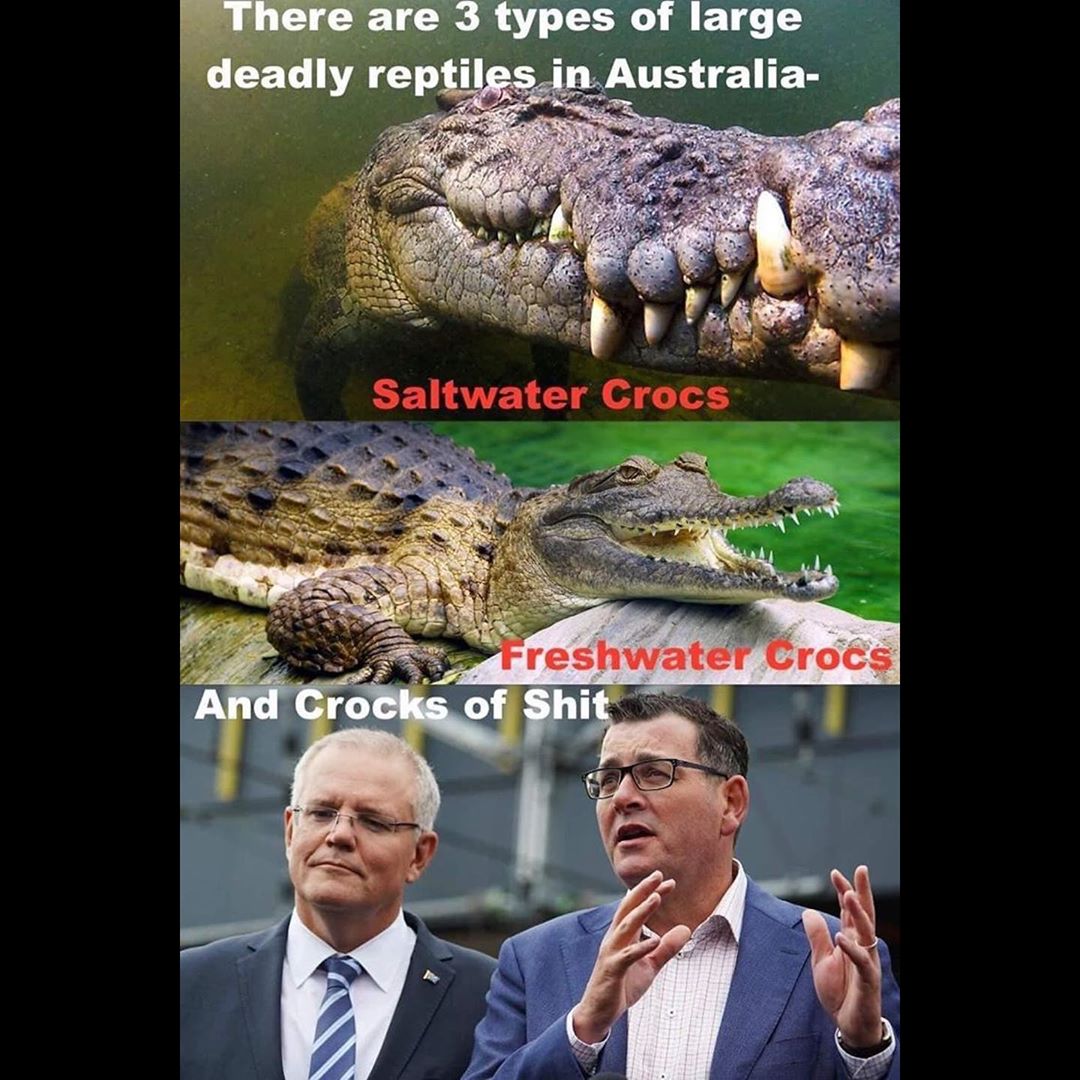 There are 3 types of large
deadly reptiles in Australia-
Saltwater Crocs
Freshwater Crocs
And Crocks of Shit